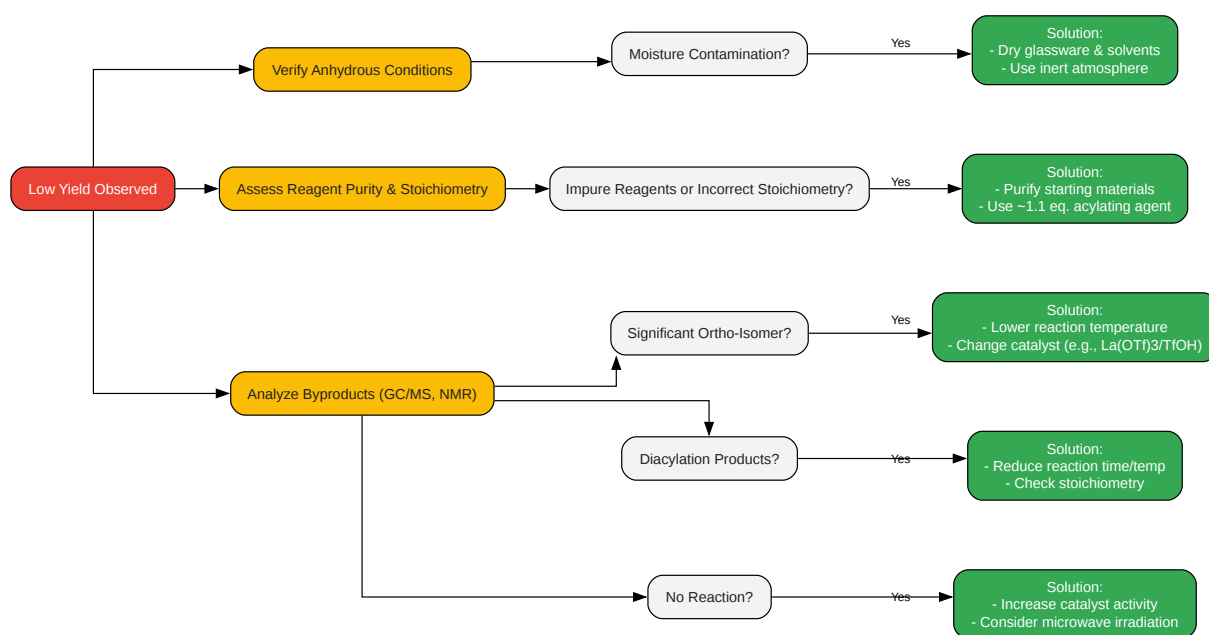 Low Yield Observed
Verify Anhydrous Conditions
Moisture Contamination?
Yes
Solution:
- Dry glassware & solvents
- Use inert atmosphere
Assess Reagent Purity & Stoichiometry
Impure Reagents or Incorrect Stoichiometry?
Yes
Solution:
- Purify starting materials
- Use ~1.1 eq. acylating agent
Analyze Byproducts (GC/MS, NMR)
Significant Ortho-Isomer?
Yes
Solution:
- Lower reaction temperature
- Change catalyst (e.g., La(OTf)3/TfOH)
Diacylation Products?
Yes
Solution:
- Reduce reaction time/temp
- Check stoichiometry
No Reaction?
Yes
Solution:
- Increase catalyst activity
- Consider microwave irradiation